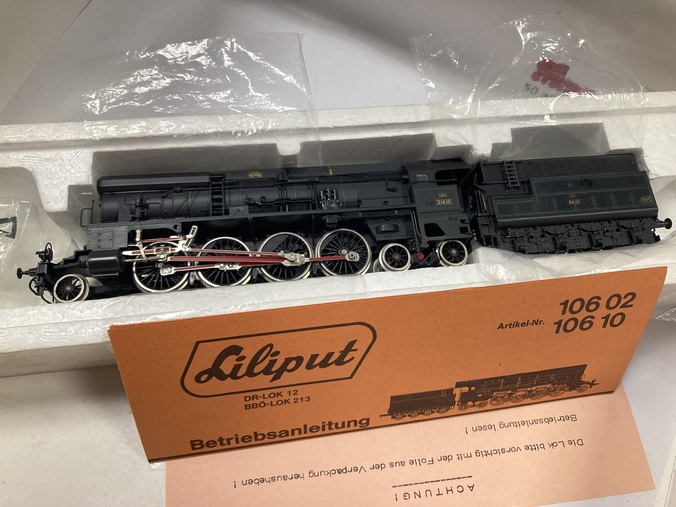 Liliput
DR-LOK 12
BBÖ-LOK 213
Betriebsanleitung
Artikel-Nr.
106 02
106 10
ACHTUNG!
Die Lok bitte vorsichtig mit der Folie aus der Verpackung herausheben!
Betriebsanleitung lesen!